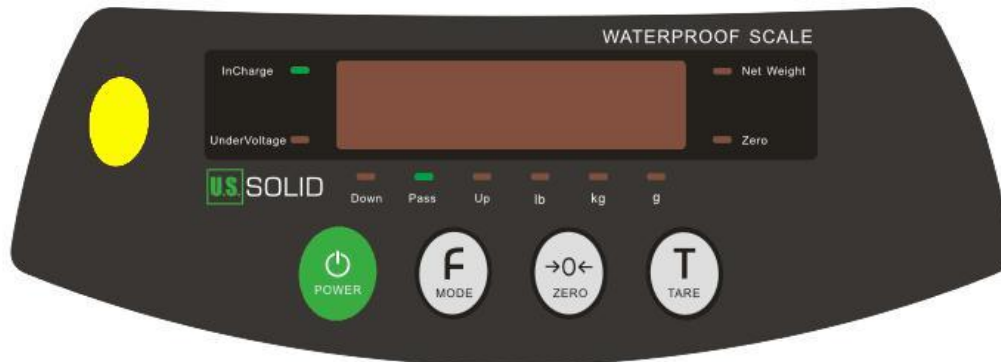 WATERPROOF SCALE
InCharge
Net Weight
UnderVoltage
Zero
U.S. SOLID
Down Pass Up lb kg g
POWER
F
MODE
→0←
ZERO
T
TARE